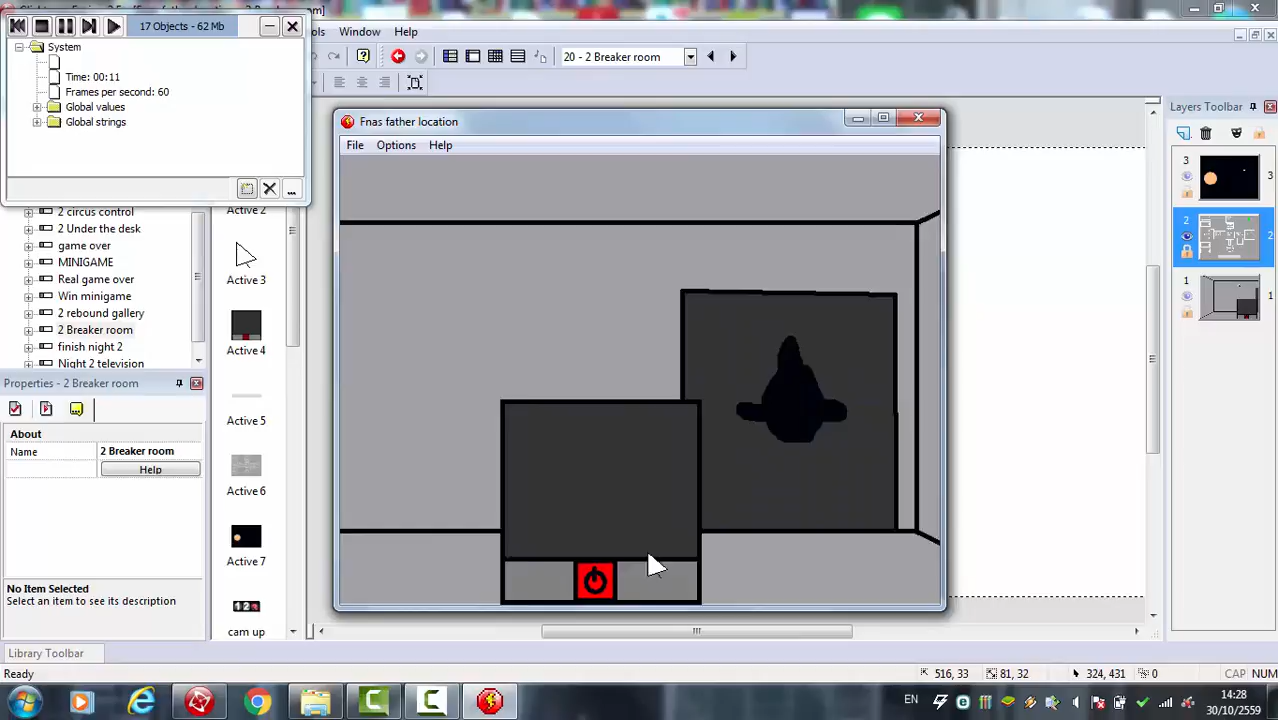 17 Objects - 62 Mb
System
Time: 00:11
Frames per second: 60
Global values
Global strings
Window Help
20 - 2 Breaker room
Layers Toolbar
3
3
2
2
1
1
2 circus control
2 Under the desk
game over
MINIGAME
Real game over
Win minigame
2 rebound gallery
2 Breaker room
finish night 2
Night 2 television
Active 2
Active 3
Active 4
Active 5
Active 6
Active 7
cam up
Fnas father location
File Options Help
Properties - 2 Breaker room
About
Name 2 Breaker room
Help
No Item Selected
Select an item to see its description
Library Toolbar
Ready
516, 33
81, 32
324, 431
0
CAP NUM
EN
14:28
30/10/2559